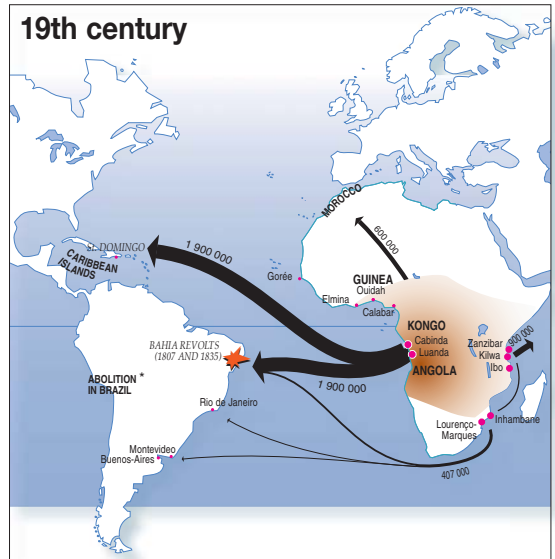 19th century
MOROCCO
600 000
ST. DOMINGO
1 900 000
CARIBBEAN
ISLANDS
Gorée
GUINEA
Ouidah
Elmina
Calabar
KONGO
Cabinda
Luanda
ANGOLA
Zanzibar
Kilwa
Ibo
900 000
BAHIA REVOLTS
(1807 AND 1835)
1 900 000
ABOLITION *
IN BRAZIL
Rio de Janeiro
Inhambane
Lourenço-
Marques
Montevideo
Buenos-Aires
407 000